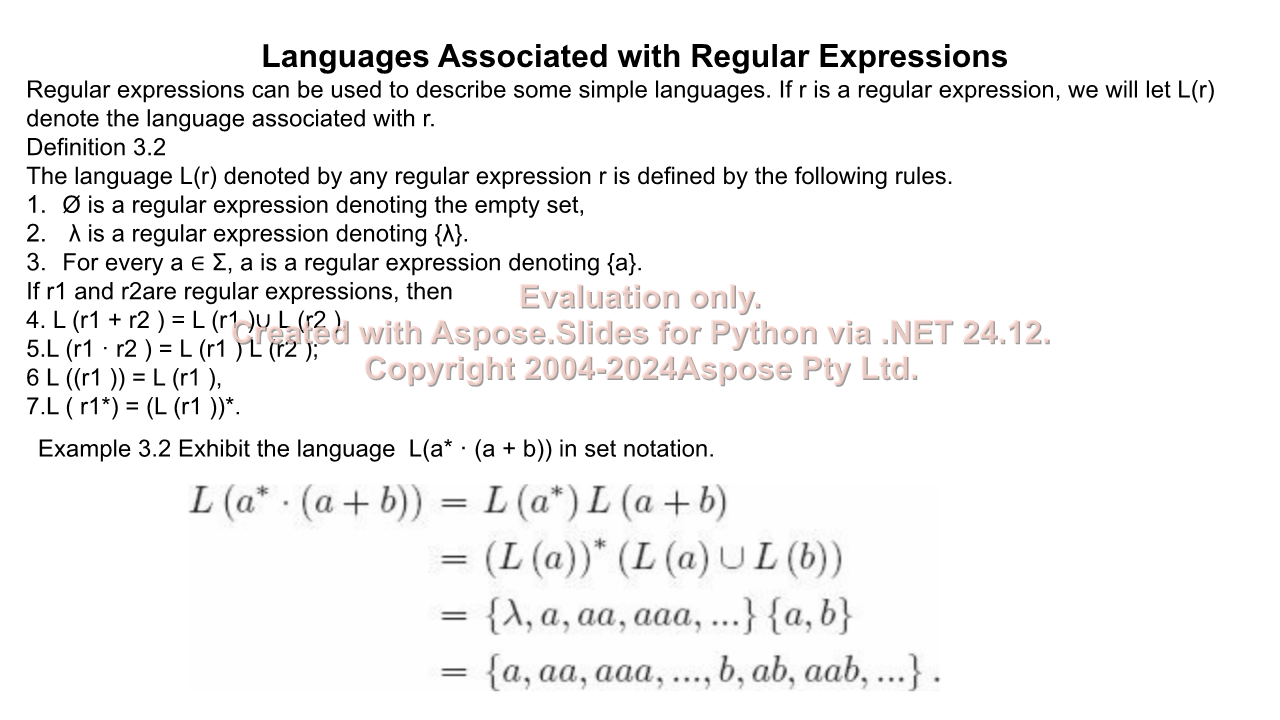 Languages Associated with Regular Expressions
Regular expressions can be used to describe some simple languages. If r is a regular expression, we will let L(r)
denote the language associated with r.
Definition 3.2
The language L(r) denoted by any regular expression r is defined by the following rules.
1. Ø is a regular expression denoting the empty set,
2. λ is a regular expression denoting {λ}.
3. For every a ∈ Σ, a is a regular expression denoting {a}.
If r1 and r2are regular expressions, then
Evaluation only.
4. L (r1 + r2 ) = L (r1 )∪ L (r2 ),
Created with Aspose.Slides for Python via .NET 24.12.
5.L (r1 · r2 ) = L (r1 ) L (r2 );
Copyright 2004-2024Aspose Pty Ltd.
6 L ((r1 )) = L (r1 ),
7.L ( r1*) = (L (r1 ))*.
Example 3.2 Exhibit the language L(a* · (a + b)) in set notation.
L (a* · (a + b)) = L (a*) L (a + b)
= (L (a))* (L (a) ∪ L (b))
= {λ, a, aa, aaa, ...} {a, b}
= {a, aa, aaa, ..., b, ab, aab, ...} .